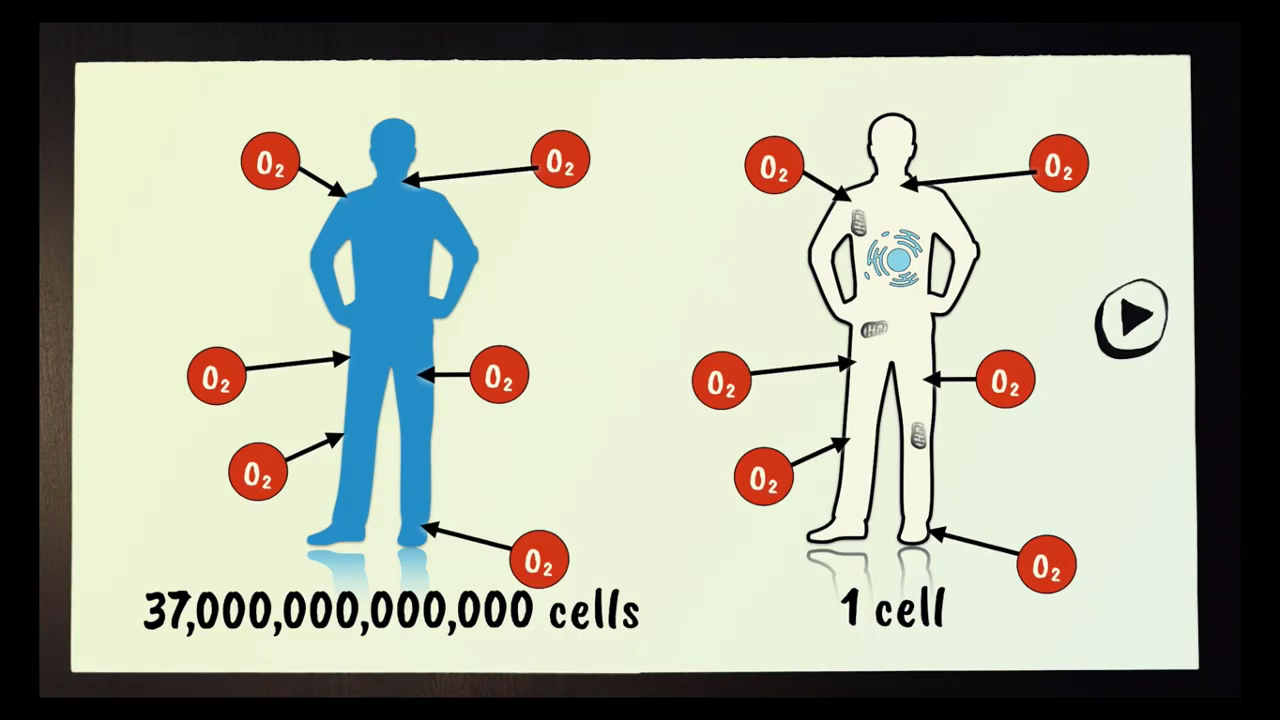 O₂ O₂ O₂ O₂
O₂ O₂ O₂ O₂
O₂ O₂
O₂ O₂
37,000,000,000,000 cells 1 cell